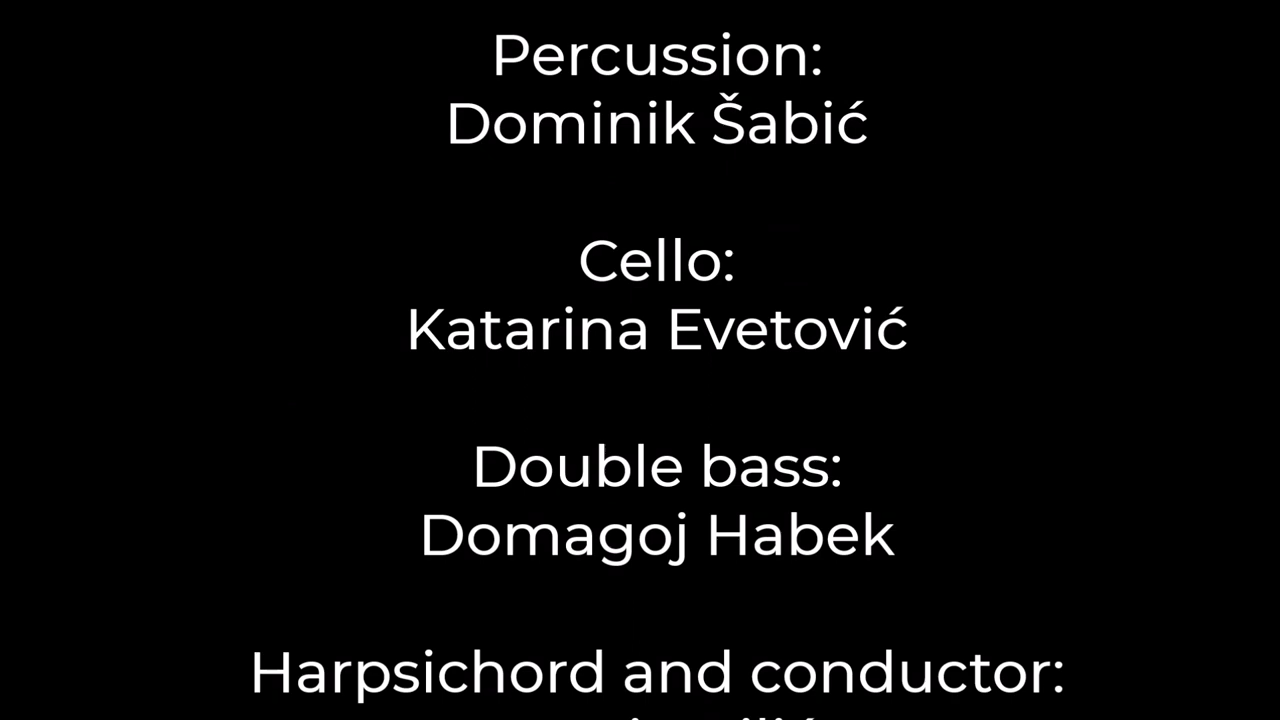 Percussion:
Dominik Šabić
Cello:
Katarina Evetović
Double bass:
Domagoj Habek
Harpsichord and conductor: